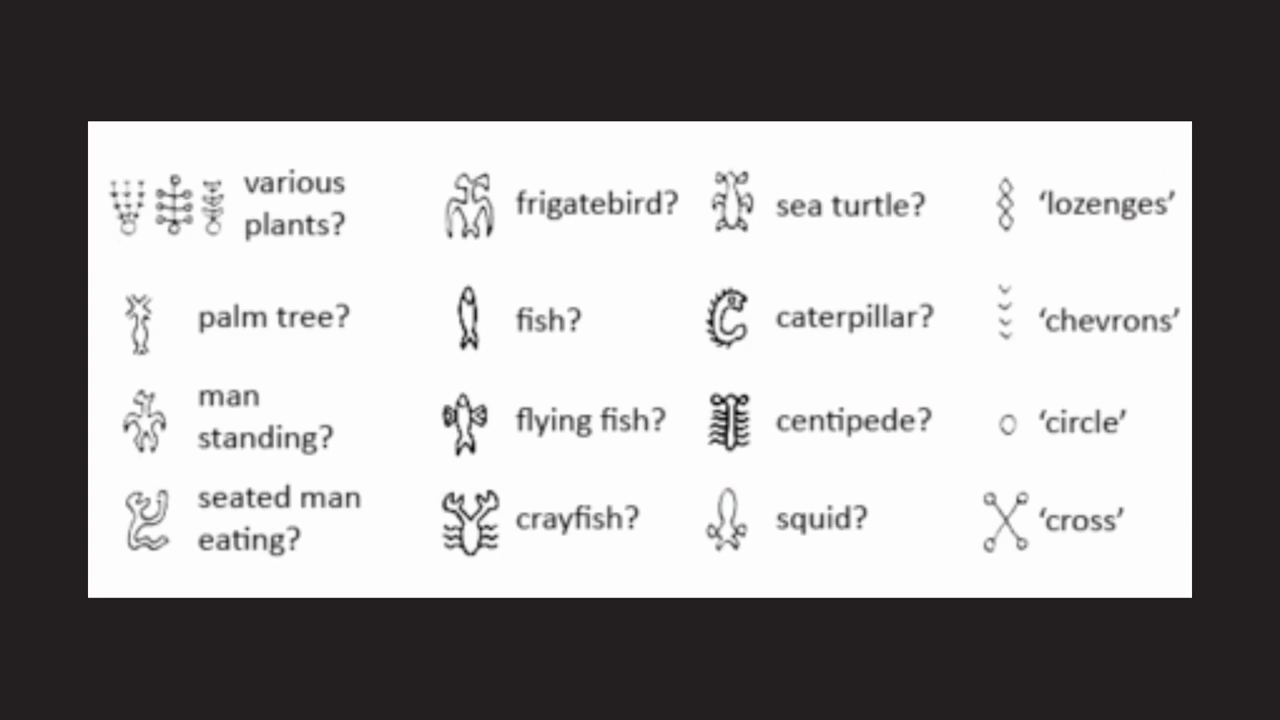 various
plants?
frigatebird?
sea turtle?
‘lozenges’
palm tree?
fish?
caterpillar?
‘chevrons’
man
standing?
flying fish?
centipede?
‘circle’
seated man
eating?
crayfish?
squid?
‘cross’